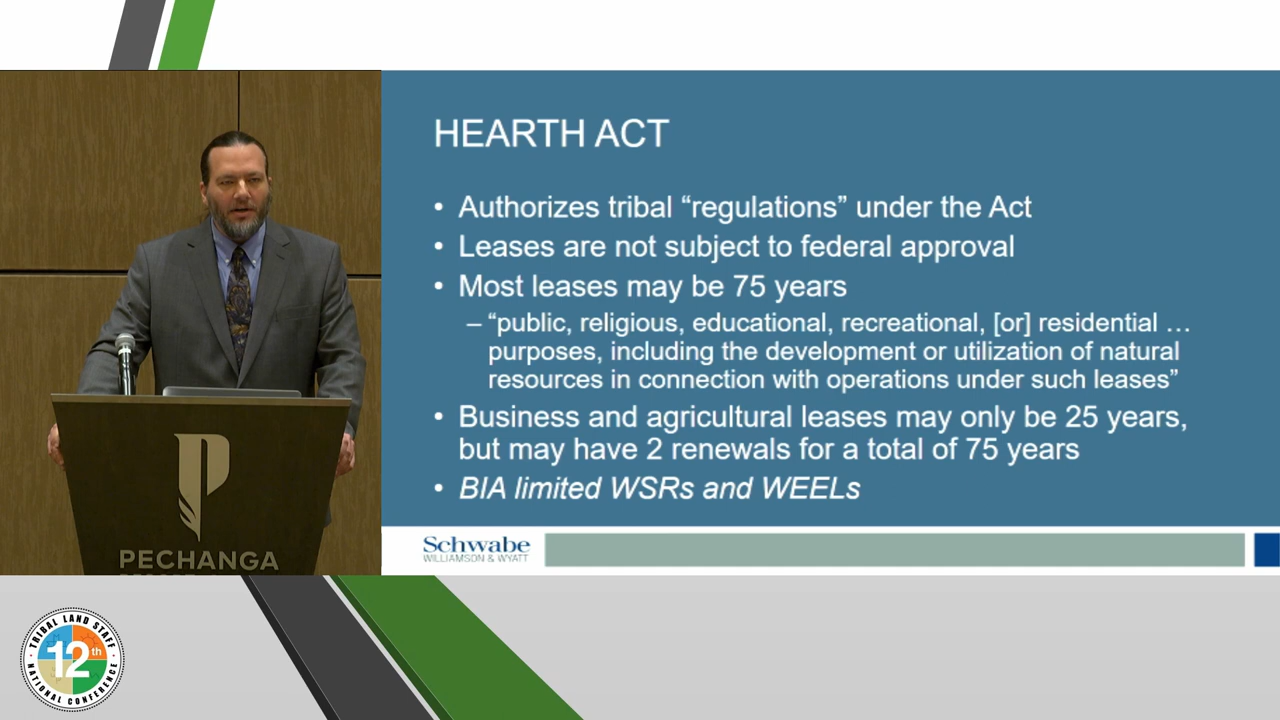 HEARTH ACT
• Authorizes tribal “regulations” under the Act
• Leases are not subject to federal approval
• Most leases may be 75 years
– “public, religious, educational, recreational, [or] residential …
purposes, including the development or utilization of natural
resources in connection with operations under such leases”
• Business and agricultural leases may only be 25 years,
but may have 2 renewals for a total of 75 years
• BIA limited WSRs and WEELs
Schwabe
WILLIAMSON & WYATT
PECHANGA
TRIBAL LAND STAFF
12th
NATIONAL CONFERENCE